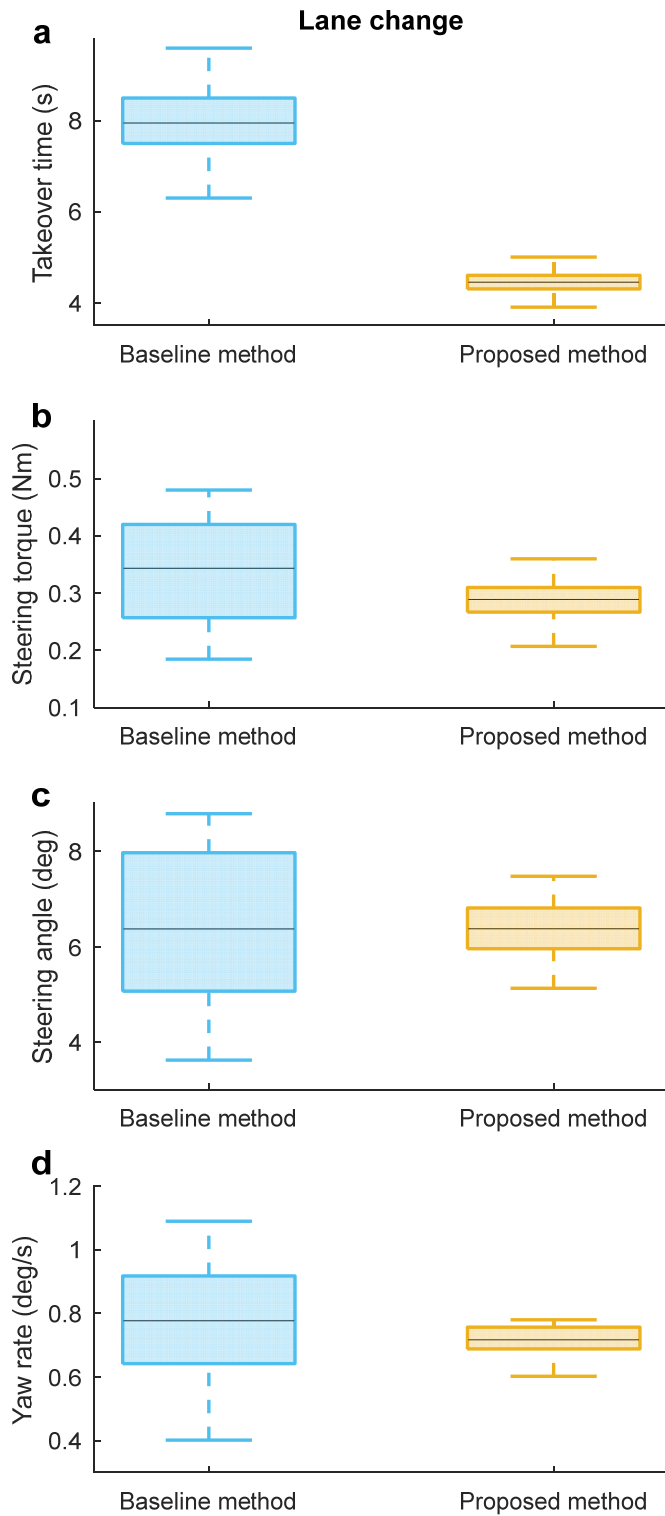 Lane change
a
Takeover time (s)
8
6
4
Baseline method
Proposed method
b
Steering torque (Nm)
0.5
0.4
0.3
0.2
0.1
Baseline method
Proposed method
c
Steering angle (deg)
8
6
4
Baseline method
Proposed method
d
Yaw rate (deg/s)
1.2
1
0.8
0.6
0.4
Baseline method
Proposed method